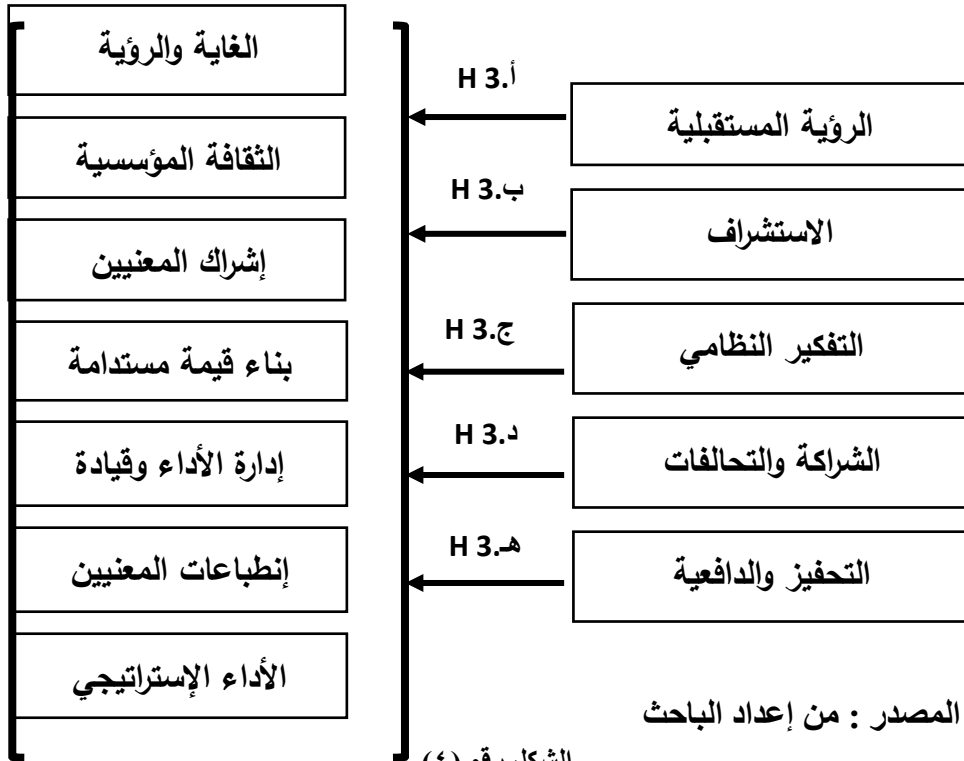 الرؤية المستقبلية
الاستشراف
التفكير النظامي
الشراكة والتحالفات
التحفيز والدافعية
H 3.أ
H 3.ب
H 3.ج
H 3.د
H 3.هـ
الغاية والرؤية
الثقافة المؤسسية
إشراك المعنيين
بناء قيمة مستدامة
إدارة الأداء وقيادة
إنطباعات المعنيين
الأداء الإستراتيجي
المصدر : من إعداد الباحث
الشكل رقم (٤)